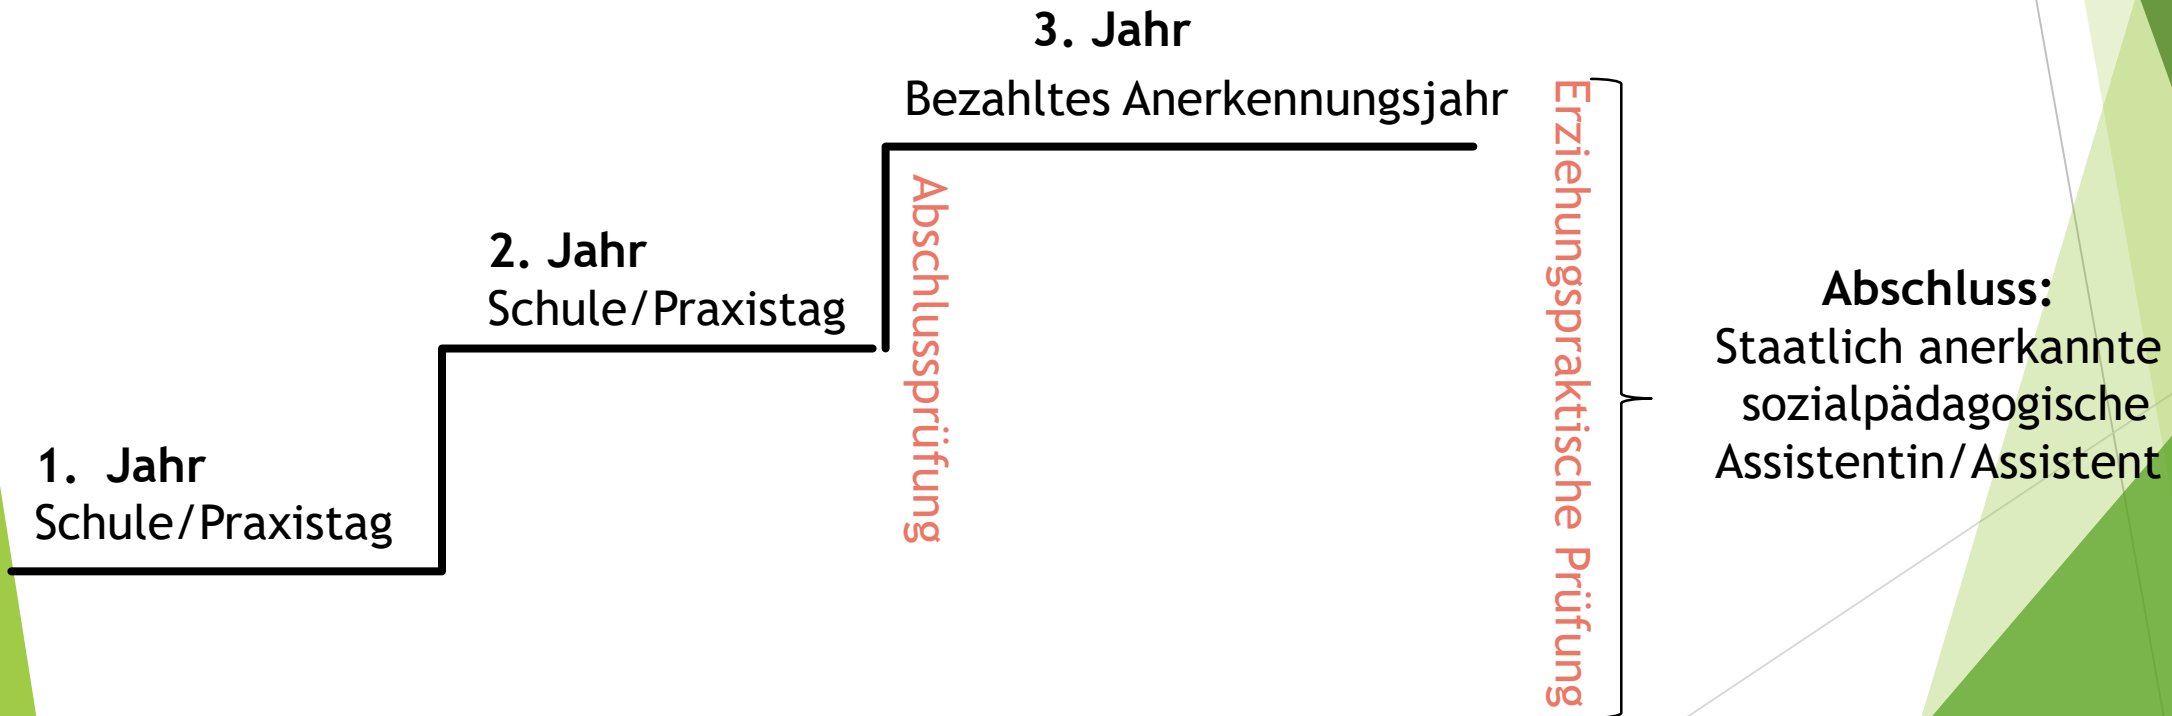 1. Jahr
Schule/Praxistag
2. Jahr
Schule/Praxistag
Abschlussprüfung
3. Jahr
Bezahltes Anerkennungsjahr
Erziehungspraktische Prüfung
Abschluss:
Staatlich anerkannte
sozialpädagogische
Assistentin/Assistent